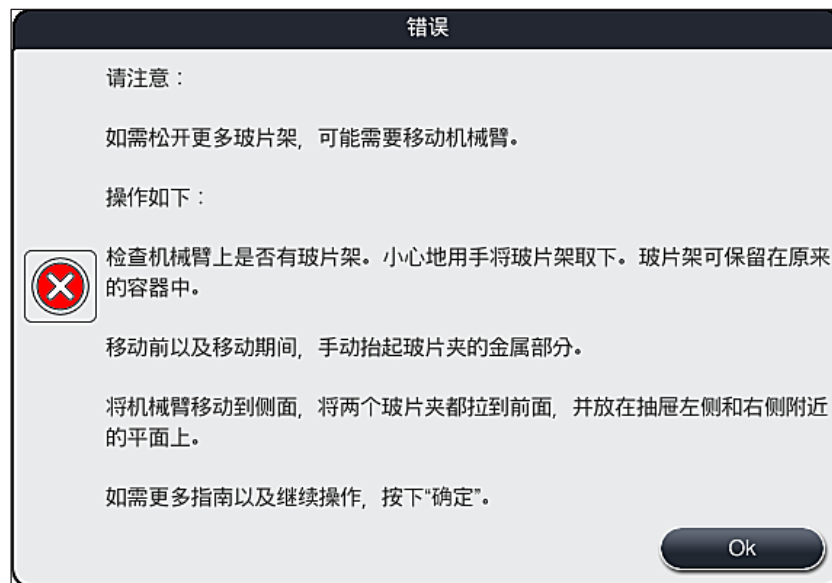 错误
请注意：
如需松开更多玻片架，可能需要移动机械臂。
操作如下：
检查机械臂上是否有玻片架。小心地用手将玻片架取下。玻片架可保留在原来
的容器中。
移动前以及移动期间，手动抬起玻片夹的金属部分。
将机械臂移动到侧面，将两个玻片夹都拉到前面，并放在抽屉左侧和右侧附近
的平面上。
如需更多指南以及继续操作，按下“确定”。
Ok